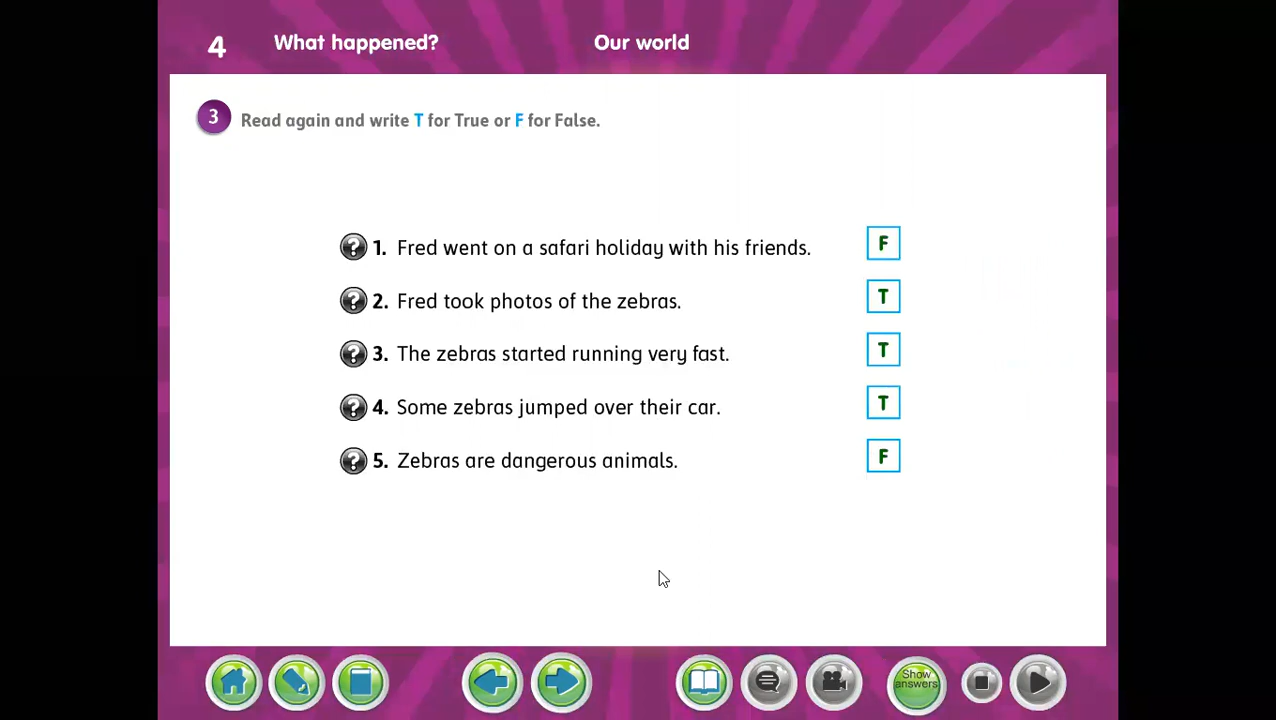 4 What happened? Our world
3 Read again and write T for True or F for False.
? 1. Fred went on a safari holiday with his friends. F
? 2. Fred took photos of the zebras. T
? 3. The zebras started running very fast. T
? 4. Some zebras jumped over their car. T
? 5. Zebras are dangerous animals. F
Show
answers